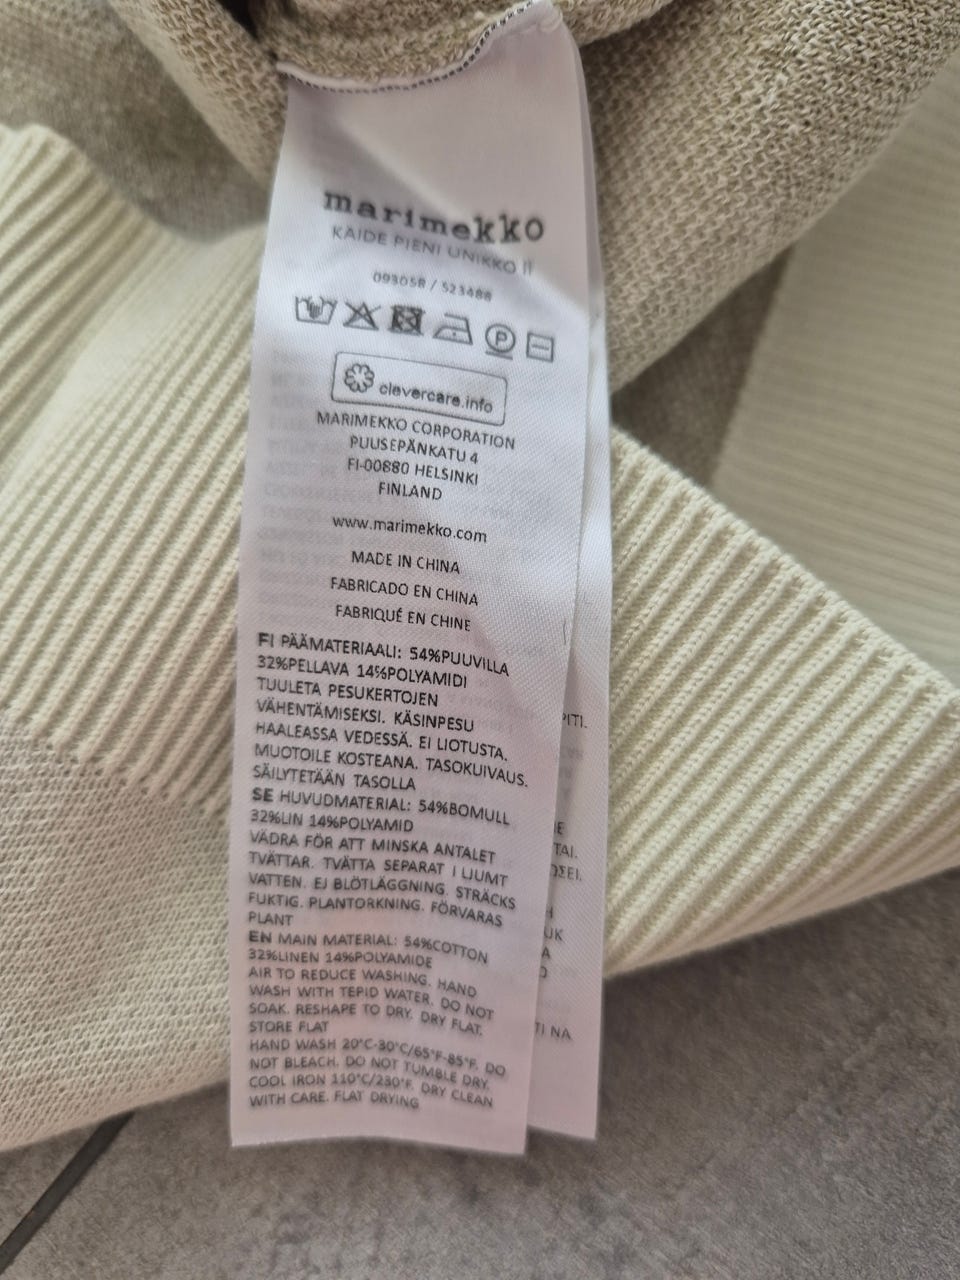 marimekko
KAIDE PIENI UNIKKO II
093058 / 523488
P
clevercare.info
MARIMEKKO CORPORATION
PUUSEPÄNKATU 4
FI-00880 HELSINKI
FINLAND
www.marimekko.com
MADE IN CHINA
FABRICADO EN CHINA
FABRIQUÉ EN CHINE
FI PÄÄMATERIAALI: 54%PUUVILLA
32%PELLAVA 14%POLYAMIDI
TUULETA PESUKERTOJEN
VÄHENTÄMISEKSI. KÄSINPESU
HAALEASSA VEDESSÄ. EI LIOTUSTA.
MUOTOILE KOSTEANA. TASOKUIVAUS.
SÄILYTETÄÄN TASOLLA
SE HUVUDMATERIAL: 54%BOMULL
32%LIN 14%POLYAMID
VÄDRA FÖR ATT MINSKA ANTALET
TVÄTTAR. TVÄTTA SEPARAT I LJUMT
VATTEN. EJ BLÖTLÄGGNING. STRÄCKS
FUKTIG. PLANTORKNING. FÖRVARAS
PLANT
EN MAIN MATERIAL: 54%COTTON
32%LINEN 14%POLYAMIDE
AIR TO REDUCE WASHING. HAND
WASH WITH TEPID WATER. DO NOT
SOAK. RESHAPE TO DRY. DRY FLAT.
STORE FLAT
HAND WASH 20°C-30°C/65°F-85°F. DO
NOT BLEACH. DO NOT TUMBLE DRY.
COOL IRON 110°C/230°F. DRY CLEAN
WITH CARE. FLAT DRYING